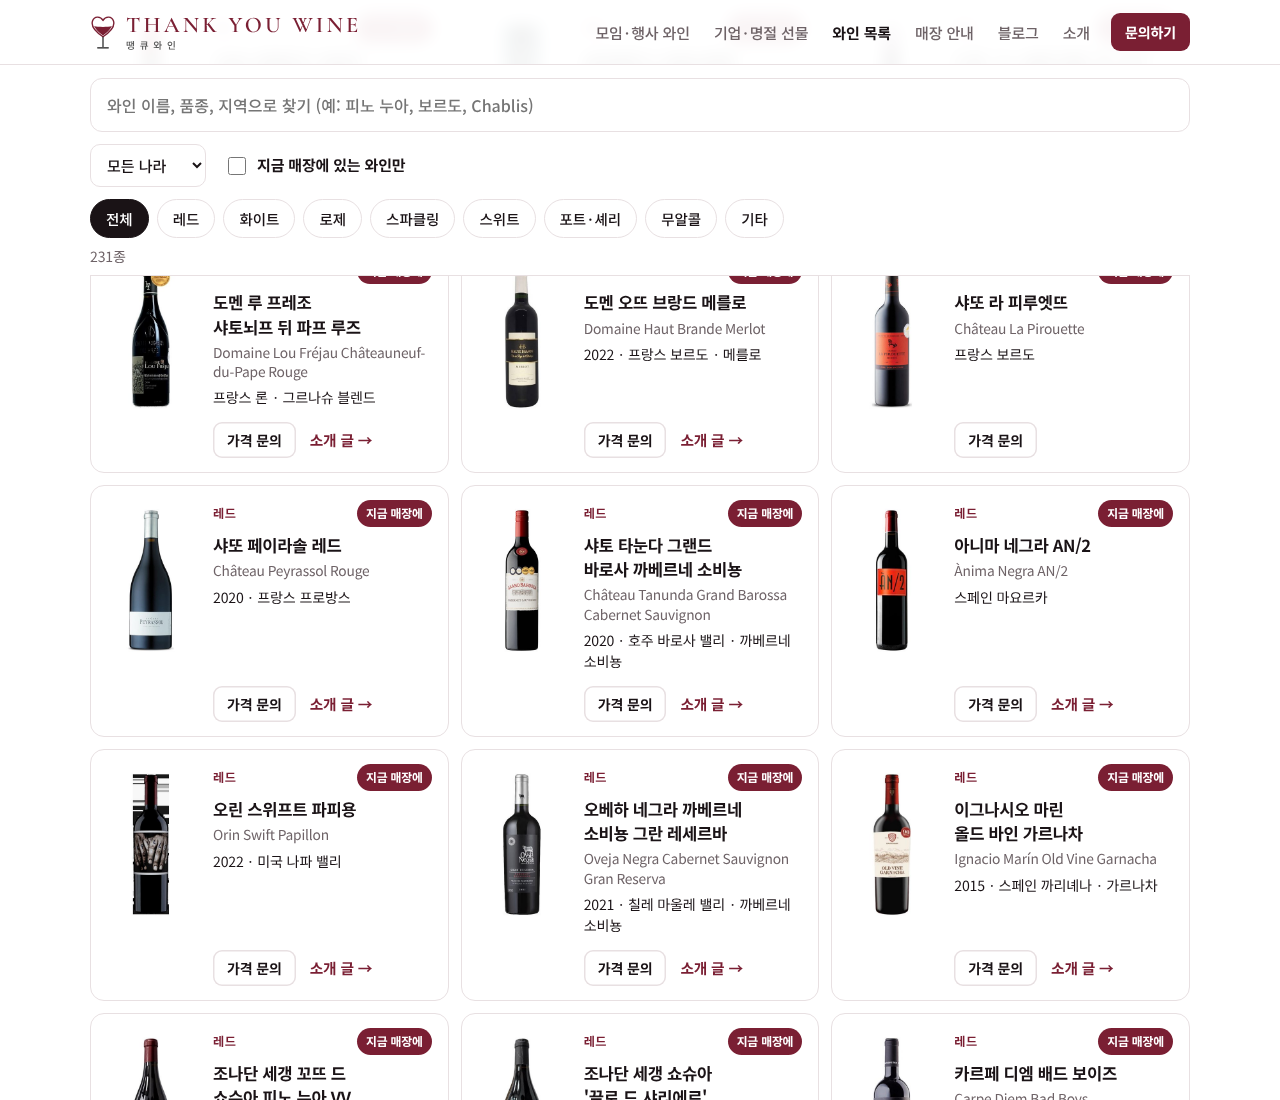 THANK YOU WINE
땡큐와인
모임·행사 와인
기업·명절 선물
와인 목록
매장 안내
블로그
소개
문의하기
와인 이름, 품종, 지역으로 찾기 (예: 피노 누아, 보르도, Chablis)
모든 나라
지금 매장에 있는 와인만
전체
레드
화이트
로제
스파클링
스위트
포트·셰리
무알콜
기타
231종
도멘 루 프레조
샤토뇌프 뒤 파프 루즈
Domaine Lou Fréjau Châteauneuf-
du-Pape Rouge
프랑스 론 · 그르나슈 블렌드
가격 문의
소개 글 →
도멘 오뜨 브랑드 메를로
Domaine Haut Brande Merlot
2022 · 프랑스 보르도 · 메를로
가격 문의
소개 글 →
샤또 라 피루엣뜨
Château La Pirouette
프랑스 보르도
가격 문의
레드
지금 매장에
샤또 페이라솔 레드
Château Peyrassol Rouge
2020 · 프랑스 프로방스
가격 문의
소개 글 →
레드
지금 매장에
샤토 타눈다 그랜드
바로사 까베르네 소비뇽
Château Tanunda Grand Barossa
Cabernet Sauvignon
2020 · 호주 바로사 밸리 · 까베르네
소비뇽
가격 문의
소개 글 →
레드
지금 매장에
아니마 네그라 AN/2
Ànima Negra AN/2
스페인 마요르카
AN/2
가격 문의
소개 글 →
레드
지금 매장에
오린 스위프트 파피용
Orin Swift Papillon
2022 · 미국 나파 밸리
가격 문의
소개 글 →
레드
지금 매장에
오베하 네그라 까베르네
소비뇽 그란 레세르바
Oveja Negra Cabernet Sauvignon
Gran Reserva
2021 · 칠레 마울레 밸리 · 까베르네
소비뇽
가격 문의
소개 글 →
레드
지금 매장에
이그나시오 마린
올드 바인 가르나차
Ignacio Marín Old Vine Garnacha
2015 · 스페인 까리녜나 · 가르나차
가격 문의
소개 글 →
레드
지금 매장에
조나단 세갱 꼬뜨 드
쇼슈아 피노 누아 VV
레드
지금 매장에
조나단 세갱 쇼슈아
'끌로 드 샤리에르'
레드
지금 매장에
카르페 디엠 배드 보이즈
Carpe Diem Bad Boys